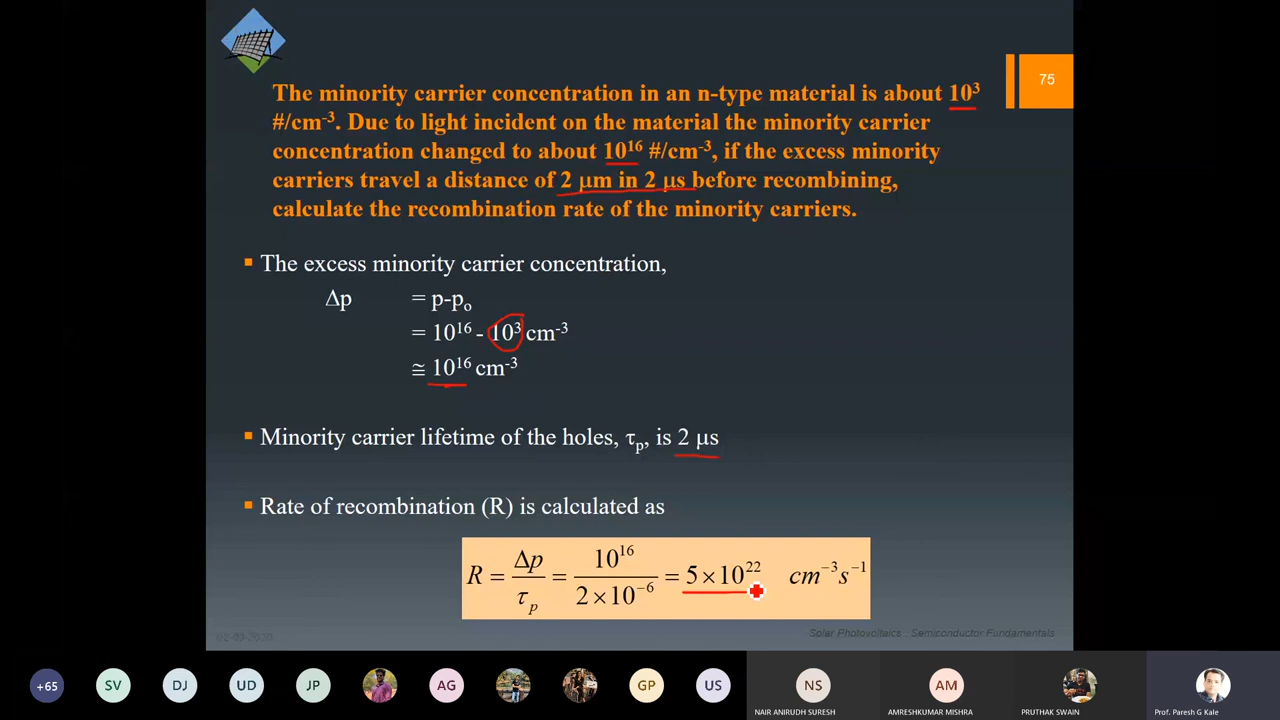 75
The minority carrier concentration in an n-type material is about 10³
#/cm⁻³. Due to light incident on the material the minority carrier
concentration changed to about 10¹⁶ #/cm⁻³, if the excess minority
carriers travel a distance of 2 μm in 2 μs before recombining,
calculate the recombination rate of the minority carriers.
▪ The excess minority carrier concentration,
Δp = p-pₒ
= 10¹⁶ - 10³ cm⁻³
≅ 10¹⁶ cm⁻³
▪ Minority carrier lifetime of the holes, τₚ, is 2 μs
▪ Rate of recombination (R) is calculated as
R = Δp/τₚ = 10¹⁶/2×10⁻⁶ = 5×10²² cm⁻³s⁻¹
Solar Photovoltaics : Semiconductor Fundamentals
+65 SV DJ UD JP AG GP US NS AM
NAIR ANIRUDH SURESH AMRESHKUMAR MISHRA PRUTHAK SWAIN Prof. Paresh G Kale